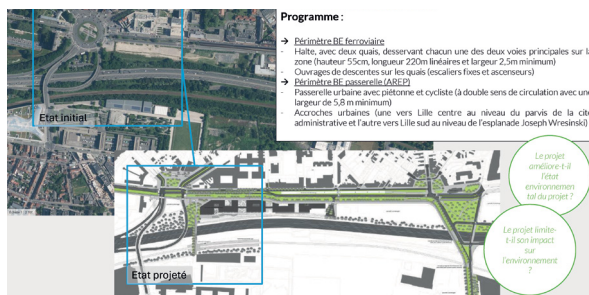 Programme :
→ Périmètre BE ferroviaire
- Halte, avec deux quais, desservant chacun une des deux voies principales sur la
zone (hauteur 55cm, longueur 220m linéaires et largeur 2,5m minimum)
- Ouvrages de descentes sur les quais (escaliers fixes et ascenseurs)
→ Périmètre BE passerelle (AREP)
- Passerelle urbaine avec piétonne et cycliste (à double sens de circulation avec une
largeur de 5,8 m minimum)
- Accroches urbaines (une vers Lille centre au niveau du parvis de la cité
administrative et l'autre vers Lille sud au niveau de l'esplanade Joseph Wresinski)
Etat initial
Le projet
améliore-t-il
l'état
environnemen
tal du projet ?
Le projet limite-
t-il son impact
sur
l'environnement
?
Etat projeté